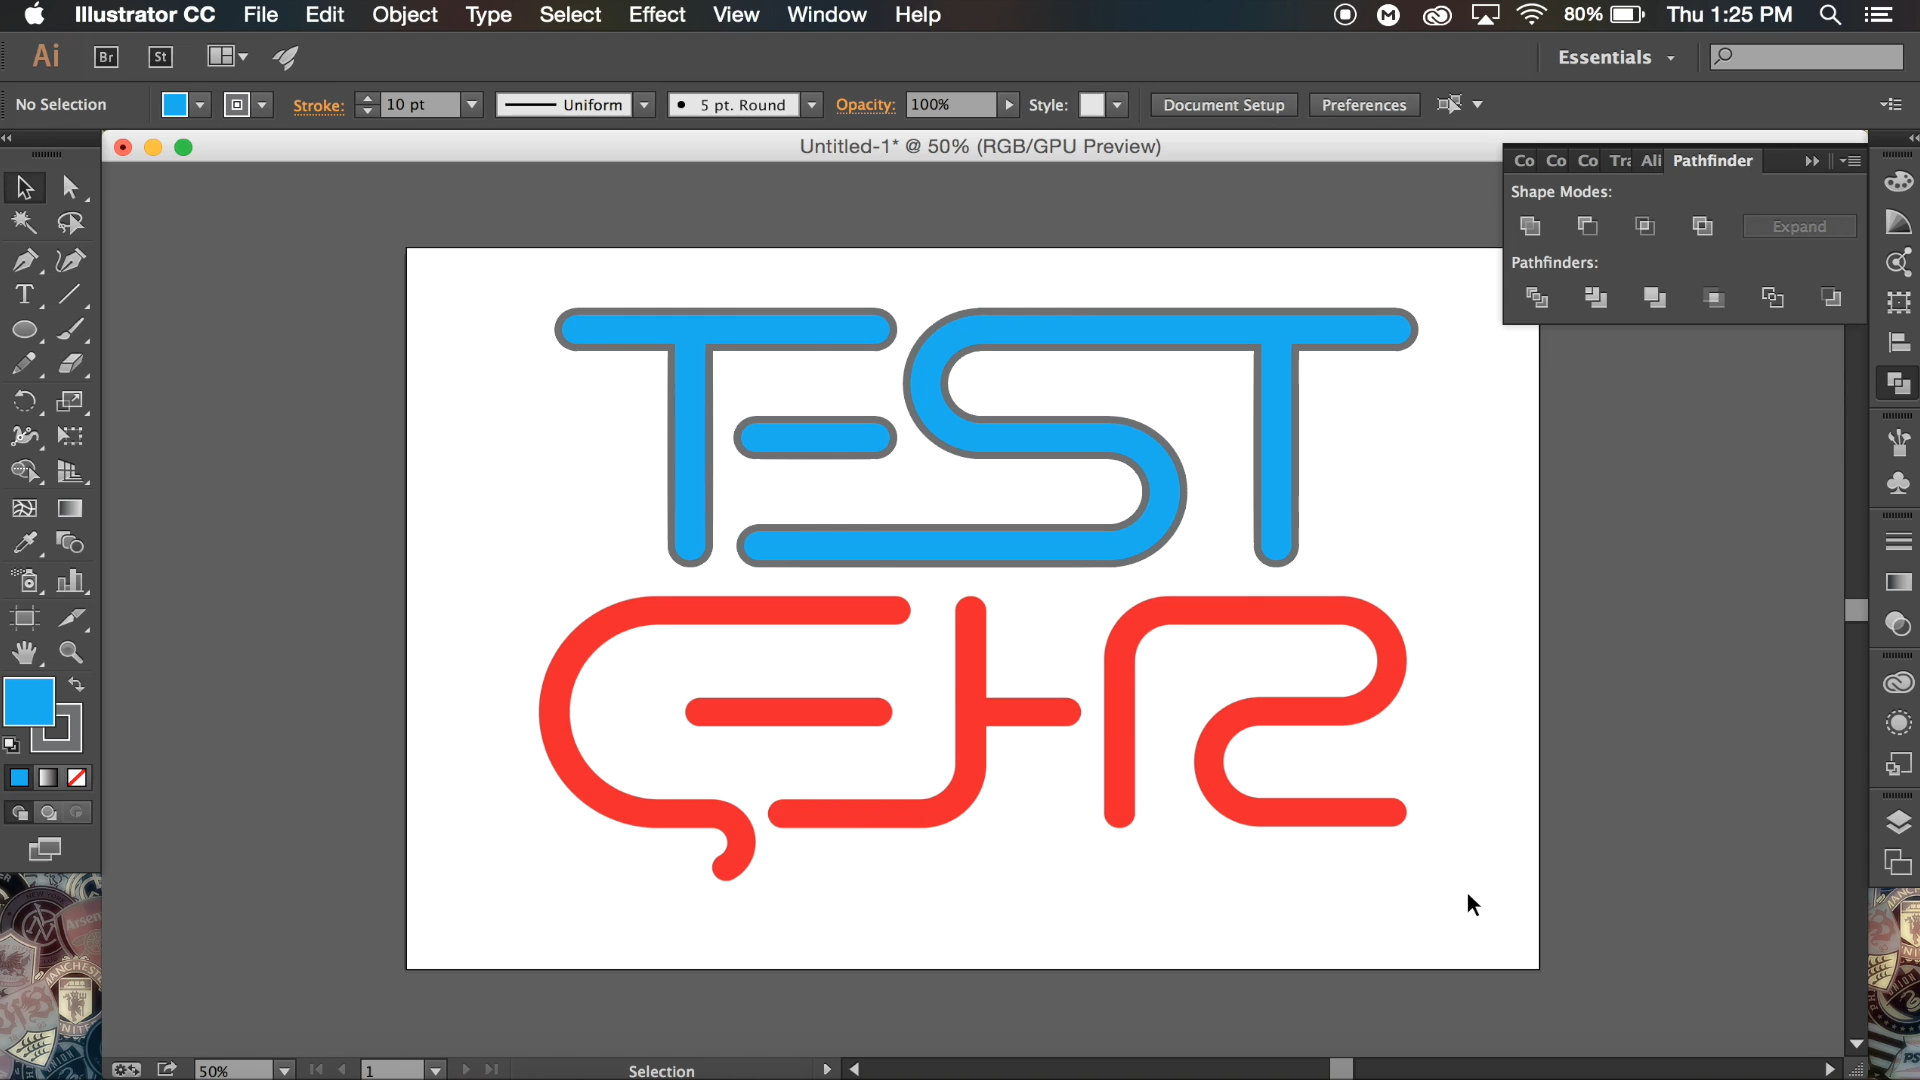 Illustrator CC File Edit Object Type Select Effect View Window Help 80% Thu 1:25 PM
Ai Br St Essentials
No Selection Stroke: 10 pt Uniform 5 pt. Round Opacity: 100% Style: Document Setup Preferences
Untitled-1* @ 50% (RGB/GPU Preview)
Co Co Co Tra Ali Pathfinder
Shape Modes:
Expand
Pathfinders:
TEST
50% 1 Selection